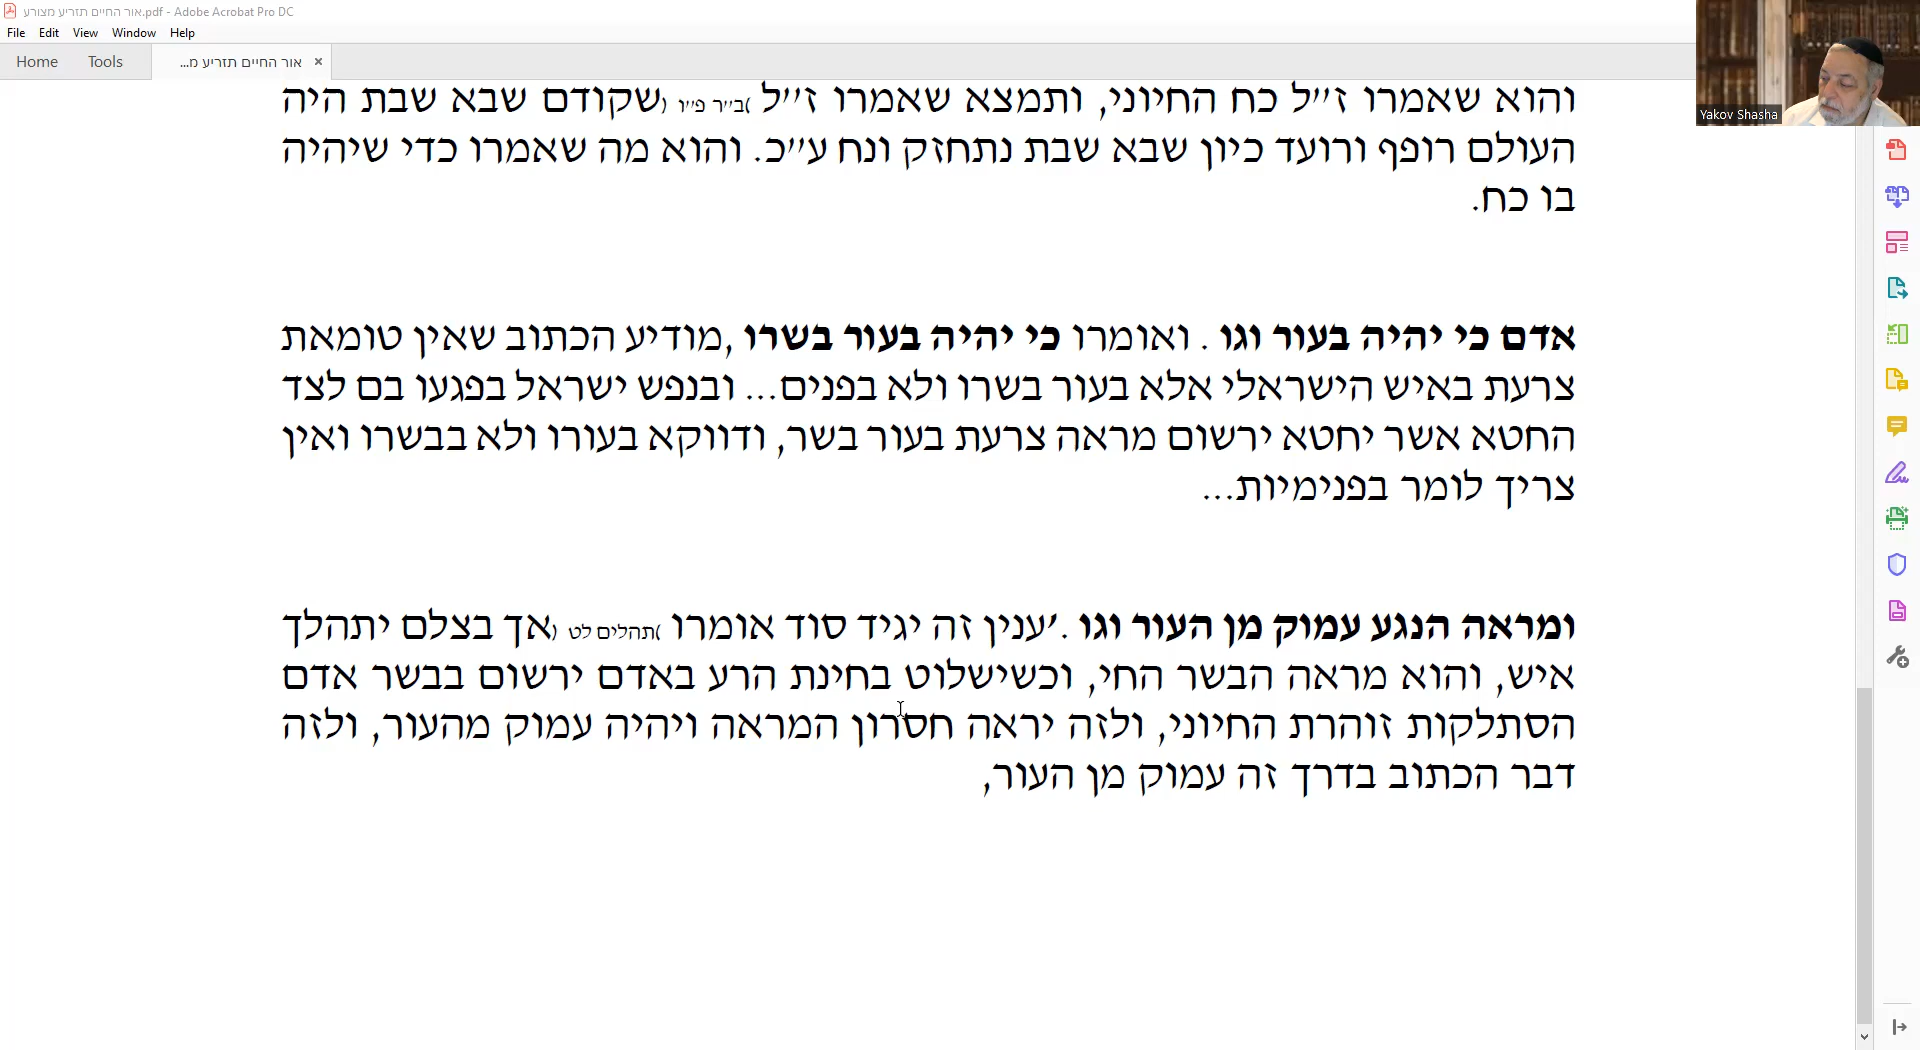 אור החיים תזריע מצורע.pdf - Adobe Acrobat Pro DC
File Edit View Window Help
Home Tools אור החיים תזריע מ... ×
Yakov Shasha
והוא שאמרו ז״ל כח החיוני, ותמצא שאמרו ז״ל )ב״ר פ״ו ( שקודם שבא שבת היה
העולם רופף ורועד כיון שבא שבת נתחזק ונח ע״כ. והוא מה שאמרו כדי שיהיה
בו כח.
אדם כי יהיה בעור וגו . ואומרו כי יהיה בעור בשרו ,מודיע הכתוב שאין טומאת
צרעת באיש הישראלי אלא בעור בשרו ולא בפנים... ובנפש ישראל בפגעו בם לצד
החטא אשר יחטא ירשום מראה צרעת בעור בשר, ודווקא בעורו ולא בבשרו ואין
צריך לומר בפנימיות...
ומראה הנגע עמוק מן העור וגו .׳ענין זה יגיד סוד אומרו )תהלים לט ( אך בצלם יתהלך
איש, והוא מראה הבשר החי, וכשישלוט בחינת הרע באדם ירשום בבשר אדם
הסתלקות זוהרת החיוני, ולזה יראה חסרון המראה ויהיה עמוק מהעור, ולזה
דבר הכתוב בדרך זה עמוק מן העור,